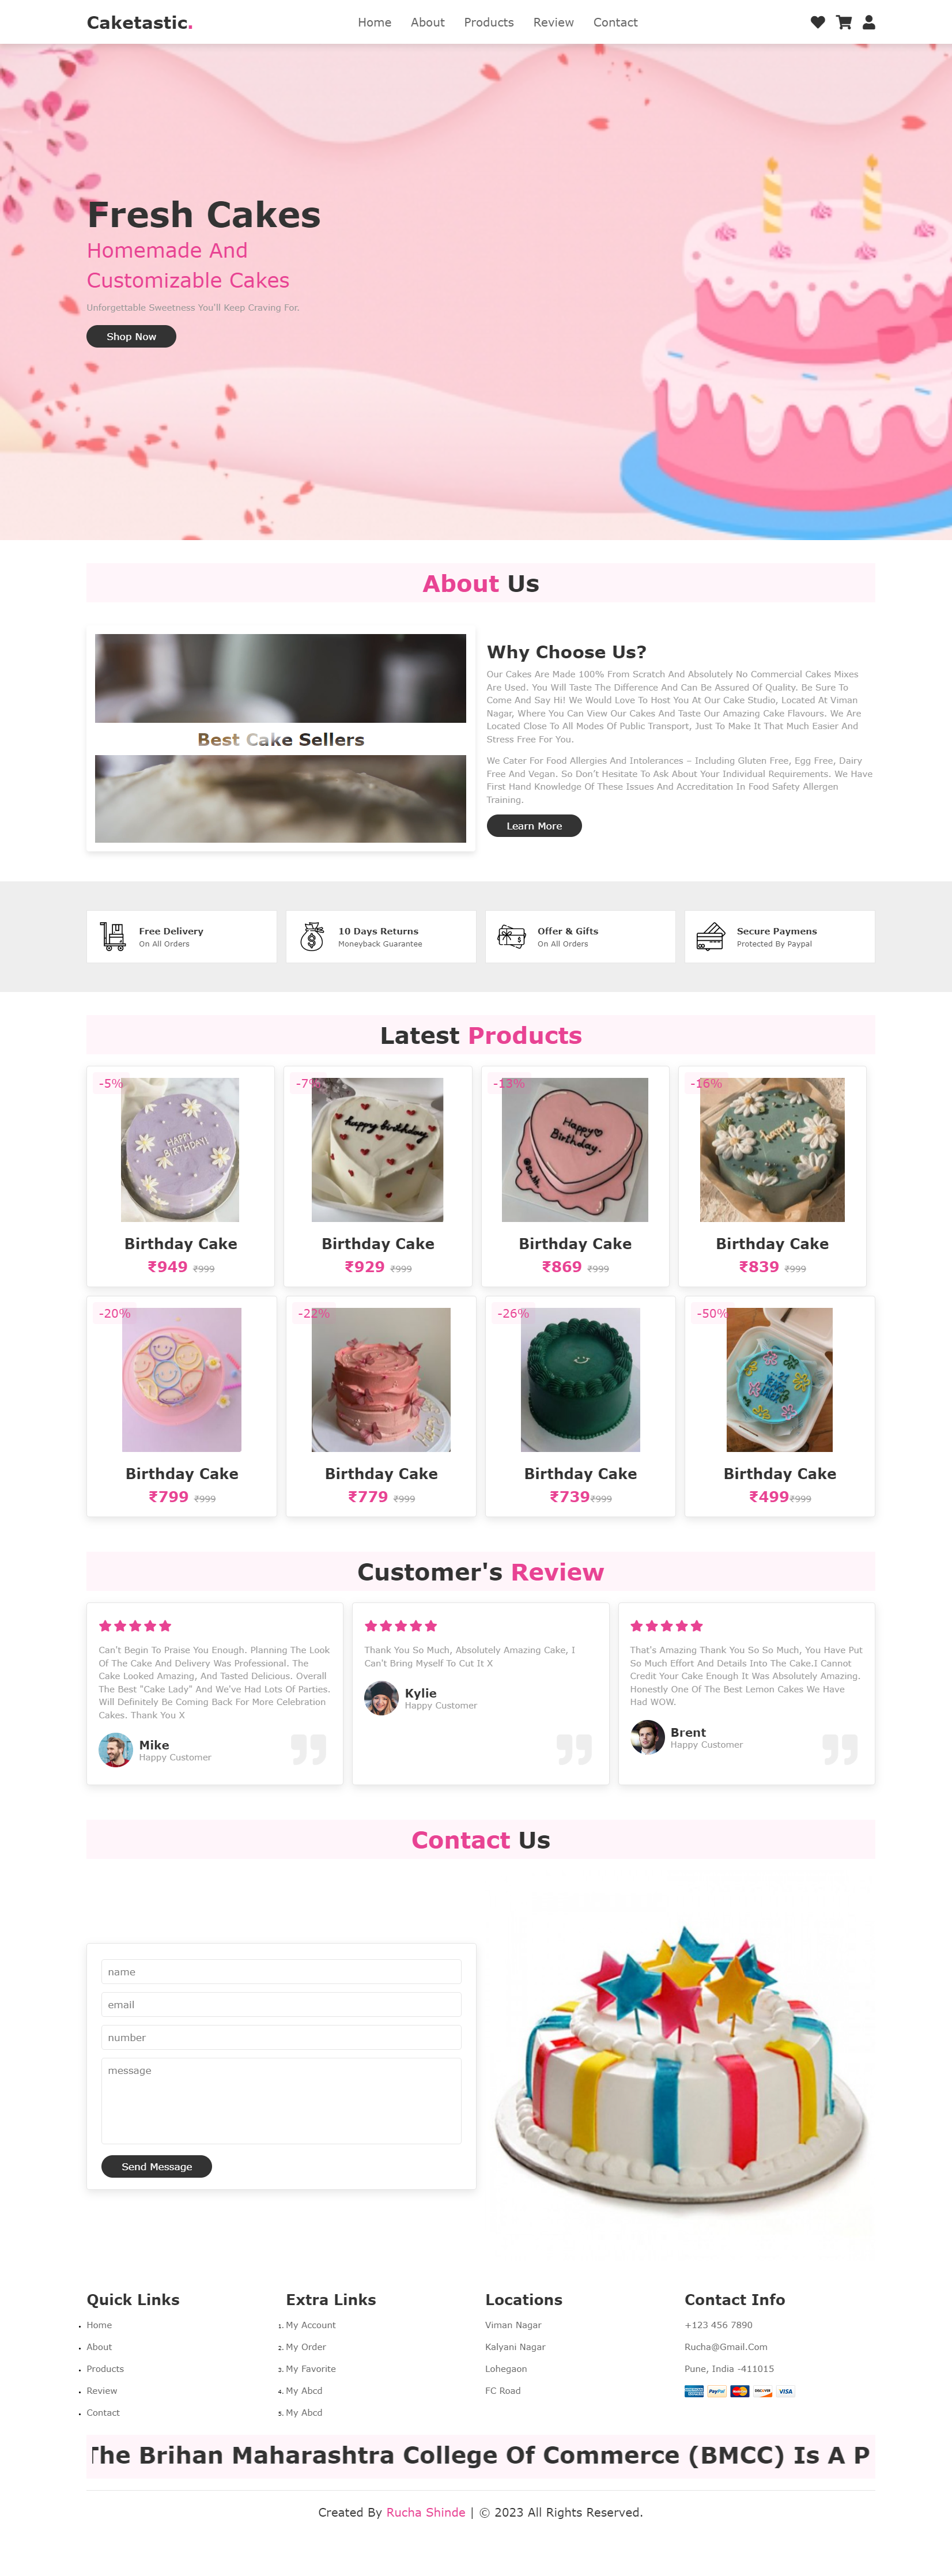 Caketastic.
Home About Products Review Contact
Fresh Cakes
Homemade And
Customizable Cakes
Unforgettable Sweetness You'll Keep Craving For.
Shop Now
About Us
Best Cake Sellers
Why Choose Us?
Our Cakes Are Made 100% From Scratch And Absolutely No Commercial Cakes Mixes
Are Used. You Will Taste The Difference And Can Be Assured Of Quality. Be Sure To
Come And Say Hi! We Would Love To Host You At Our Cake Studio, Located At Viman
Nagar, Where You Can View Our Cakes And Taste Our Amazing Cake Flavours. We Are
Located Close To All Modes Of Public Transport, Just To Make It That Much Easier And
Stress Free For You.
We Cater For Food Allergies And Intolerances – Including Gluten Free, Egg Free, Dairy
Free And Vegan. So Don't Hesitate To Ask About Your Individual Requirements. We Have
First Hand Knowledge Of These Issues And Accreditation In Food Safety Allergen
Training.
Learn More
Free Delivery
On All Orders
10 Days Returns
Moneyback Guarantee
Offer & Gifts
On All Orders
Secure Paymens
Protected By Paypal
Latest Products
-5%
HAPPY
BIRTHDAY!
Birthday Cake
₹949 ₹999
-7%
happy birthday
Birthday Cake
₹929 ₹999
-13%
Happy
Birthday.
Birthday Cake
₹869 ₹999
-16%
happy
Birthday Cake
₹839 ₹999
-20%
Birthday Cake
₹799 ₹999
-22%
Birthday Cake
₹779 ₹999
-26%
Birthday Cake
₹739₹999
-50%
Birthday Cake
₹499₹999
Customer's Review
Can't Begin To Praise You Enough. Planning The Look
Of The Cake And Delivery Was Professional. The
Cake Looked Amazing, And Tasted Delicious. Overall
The Best "Cake Lady" And We've Had Lots Of Parties.
Will Definitely Be Coming Back For More Celebration
Cakes. Thank You X
Mike
Happy Customer
Thank You So Much, Absolutely Amazing Cake, I
Can't Bring Myself To Cut It X
Kylie
Happy Customer
That's Amazing Thank You So So Much, You Have Put
So Much Effort And Details Into The Cake.I Cannot
Credit Your Cake Enough It Was Absolutely Amazing.
Honestly One Of The Best Lemon Cakes We Have
Had WOW.
Brent
Happy Customer
Contact Us
name
email
number
message
Send Message
Quick Links
• Home
• About
• Products
• Review
• Contact
Extra Links
1. My Account
2. My Order
3. My Favorite
4. My Abcd
5. My Abcd
Locations
Viman Nagar
Kalyani Nagar
Lohegaon
FC Road
Contact Info
+123 456 7890
Rucha@Gmail.Com
Pune, India -411015
PayPal DISCOVER VISA
The Brihan Maharashtra College Of Commerce (BMCC) Is A P
Created By Rucha Shinde | © 2023 All Rights Reserved.